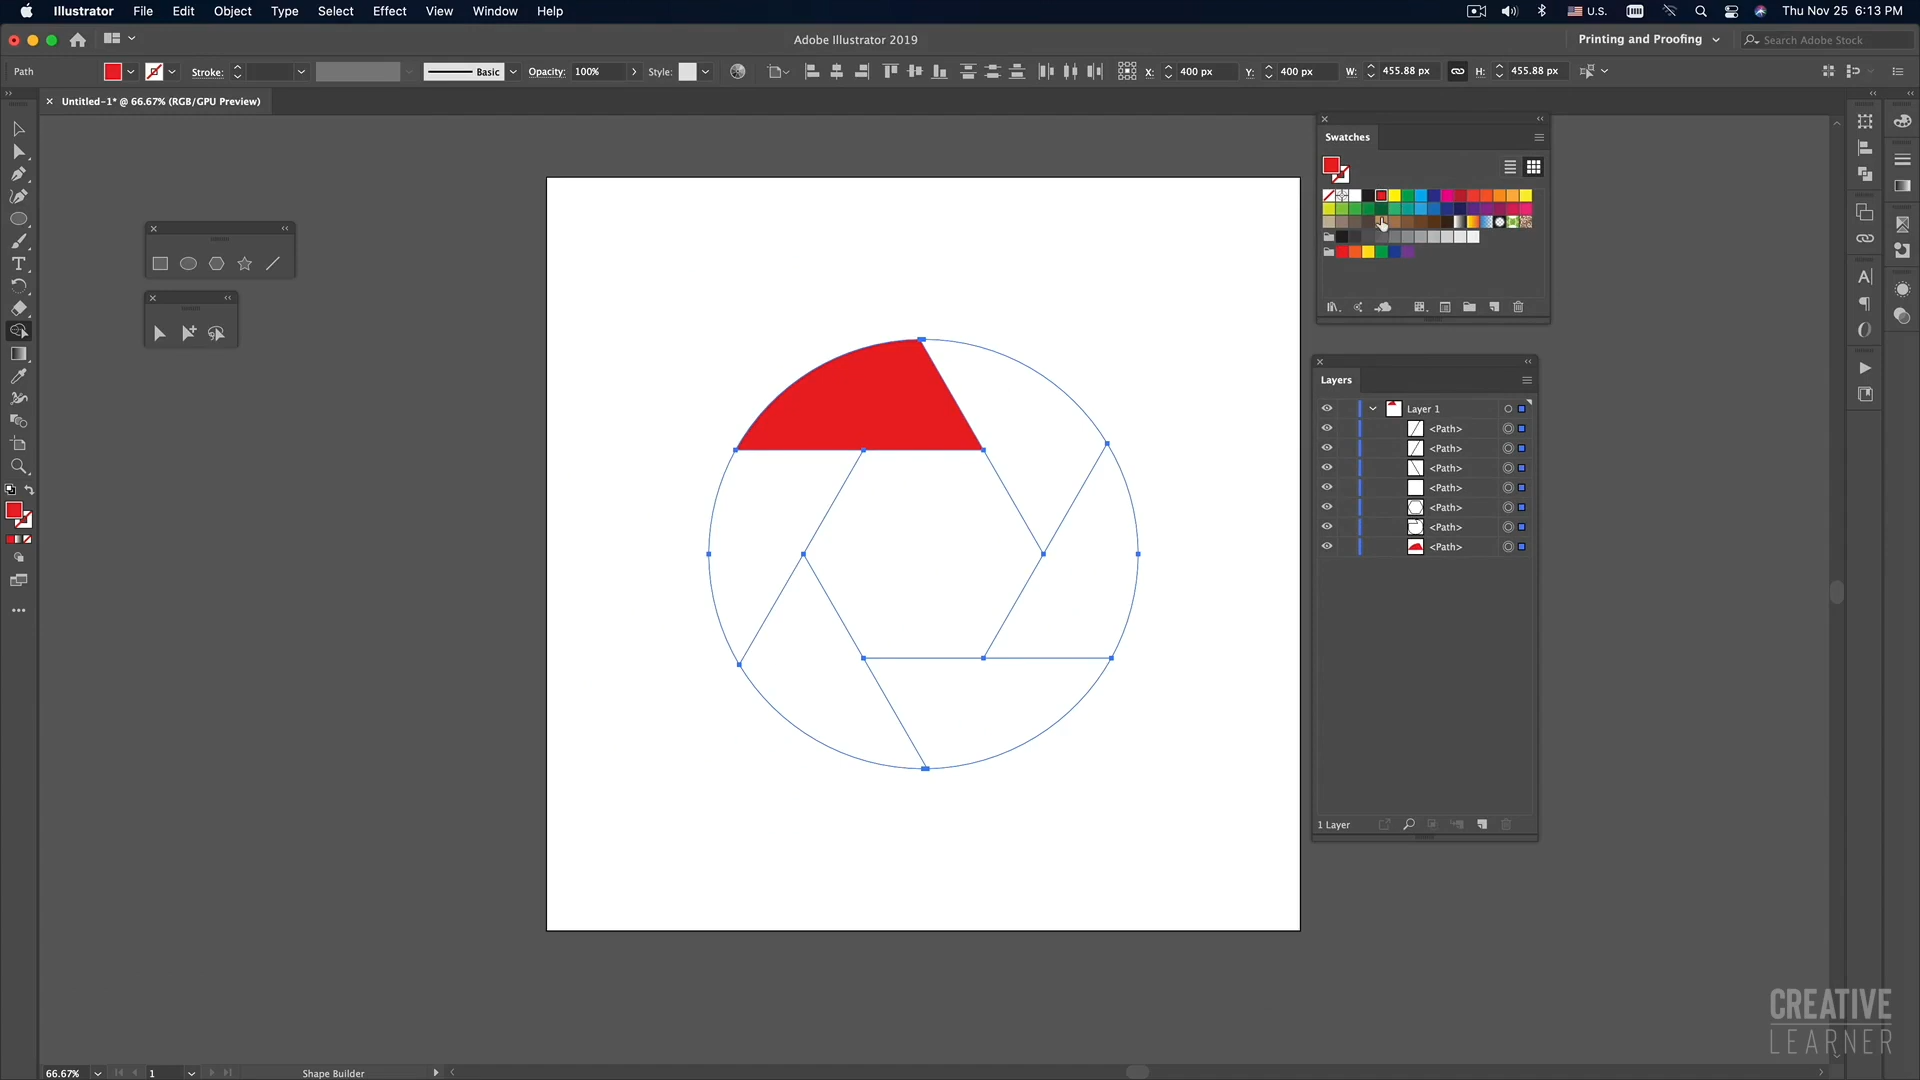 Illustrator File Edit Object Type Select Effect View Window Help U.S. Thu Nov 25 6:13 PM
Adobe Illustrator 2019 Printing and Proofing Search Adobe Stock
Path Stroke: Basic Opacity: 100% Style: X: 400 px Y: 400 px W: 455.88 px H: 455.88 px
Untitled-1* @ 66.67% (RGB/GPU Preview)
Swatches
Layers
Layer 1
<Path>
<Path>
<Path>
<Path>
<Path>
<Path>
<Path>
1 Layer
CREATIVE
LEARNER
66.67% 1 Shape Builder